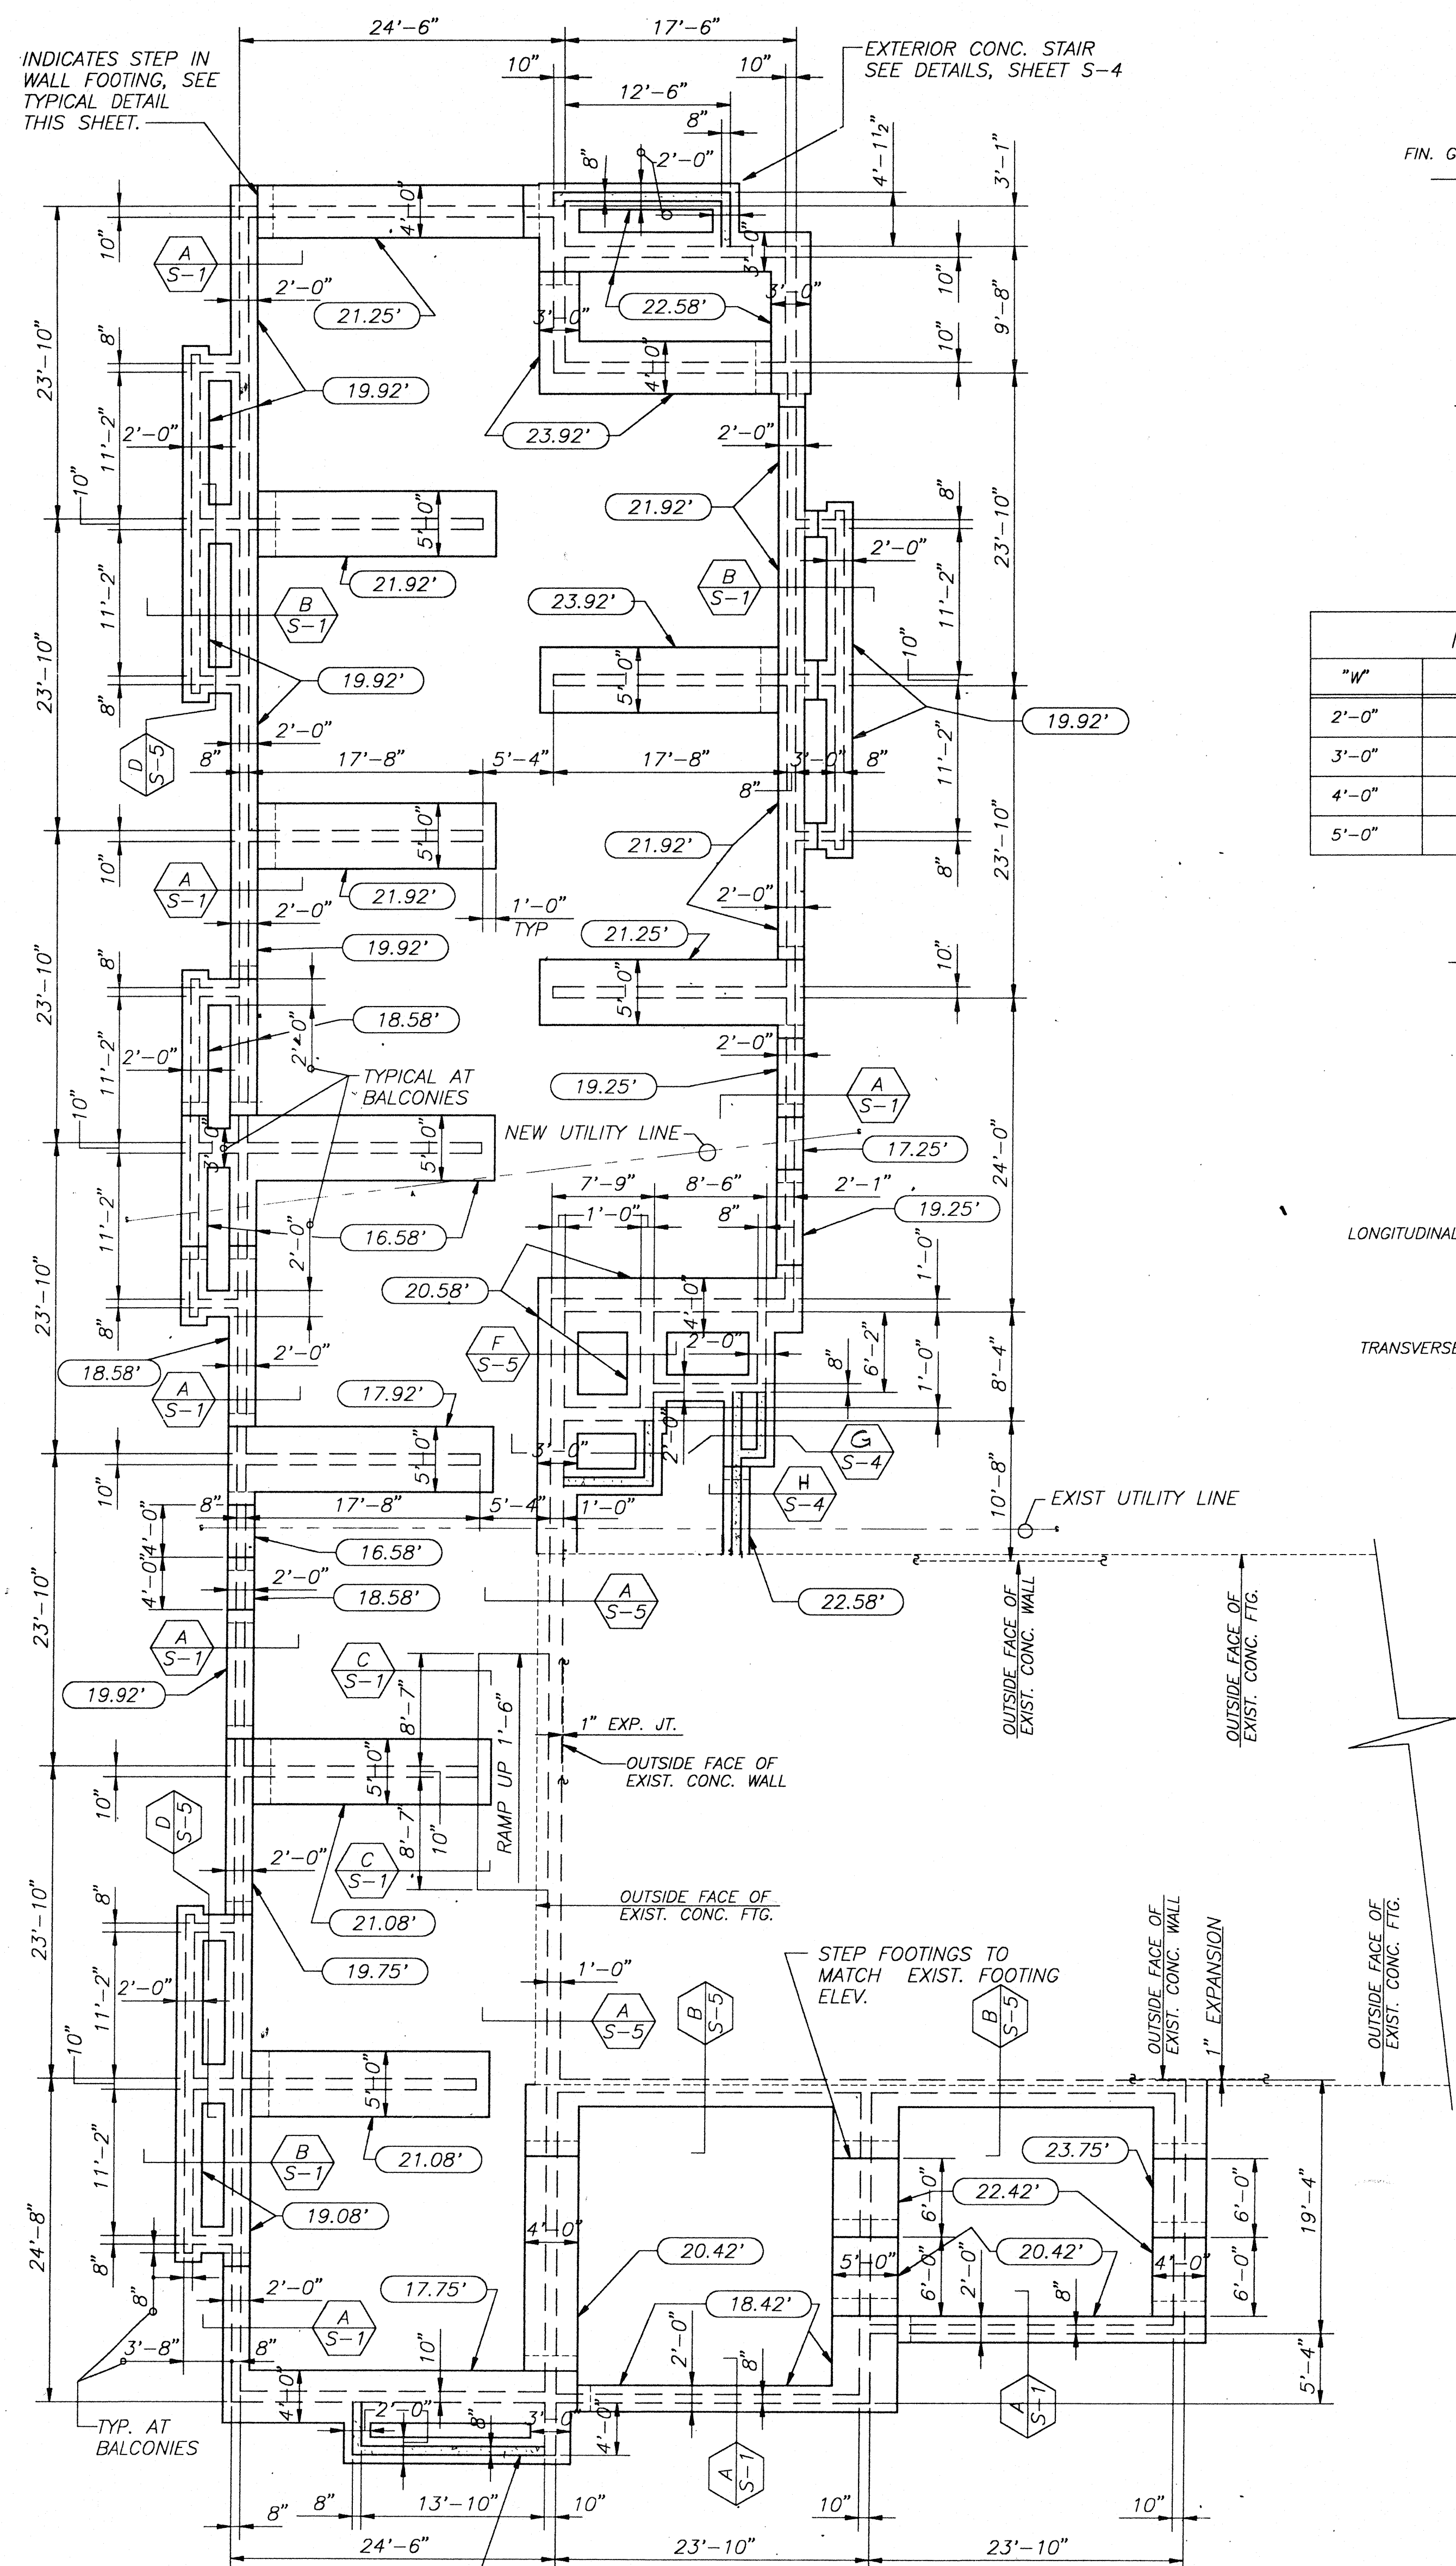 24'-6"
17'-6"
INDICATES STEP IN
WALL FOOTING, SEE
TYPICAL DETAIL
THIS SHEET.
10"
10"
EXTERIOR CONC. STAIR
SEE DETAILS, SHEET S-4
12'-6"
8"
8"
2'-0"
4'-1½"
3'-1"
FIN. G
10"
A
S-1
4'-0"
2'-0"
21.25'
3'-0"
3'-0"
3'-0"
22.58'
10"
9'-8"
10"
23'-10"
8"
19.92'
4'-0"
11'-2"
2'-0"
23.92'
2'-0"
10"
5'-0"
21.92'
8"
23'-10"
21.92'
B
S-1
2'-0"
11'-2"
11'-2"
B
S-1
23.92'
10"
"W"
2'-0"
3'-0"
4'-0"
5'-0"
23'-10"
8"
19.92'
5'-0"
19.92'
D
S-5
2'-0"
8"
17'-8"
5'-4"
17'-8"
3'-0"
8"
8"
11'-2"
23'-10"
10"
5'-0"
21.92'
A
S-1
21.92'
2'-0"
1'-0"
TYP
2'-0"
8"
23'-10"
8"
19.92'
21.25'
5'-0"
10"
11'-2"
2'-0"
18.58'
2'-0"
2'-0"
19.25'
TYPICAL AT
BALCONIES
A
S-1
10"
3'-0"
5'-0"
NEW UTILITY LINE
17.25'
24'-0"
7'-9"
8'-6"
2'-1"
19.25'
11'-2"
16.58'
2'-0"
1'-0"
8"
1'-0"
LONGITUDINAL
23'-10"
8"
20.58'
4'-0"
18.58'
2'-0"
F
S-5
2'-0"
8"
6'-2"
1'-0"
8'-4"
TRANSVERSE
A
S-1
17.92'
10"
5'-0"
3'-0"
2'-0"
G
S-4
H
S-4
10'-8"
8"
17'-8"
5'-4"
1'-0"
EXIST UTILITY LINE
4'-0"
16.58'
4'-0"
2'-0"
18.58'
A
S-5
22.58'
23'-10"
A
S-1
C
S-1
19.92'
8'-7"
RAMP UP 1'-6"
1" EXP. JT.
OUTSIDE FACE OF
EXIST. CONC. WALL
OUTSIDE FACE OF
EXIST. CONC. WALL
OUTSIDE FACE OF
EXIST. CONC. FTG.
10"
5'-0"
10"
8'-7"
D
S-5
2'-0"
C
S-1
21.08'
OUTSIDE FACE OF
EXIST. CONC. FTG.
8"
23'-10"
19.75'
11'-2"
2'-0"
1'-0"
STEP FOOTINGS TO
MATCH EXIST. FOOTING
ELEV.
A
S-5
B
S-5
B
S-5
OUTSIDE FACE OF
EXIST. CONC. WALL
1" EXPANSION
OUTSIDE FACE OF
EXIST. CONC. FTG.
10"
5'-0"
11'-2"
B
S-1
21.08'
23.75'
22.42'
6'-0"
6'-0"
19'-4"
19.08'
24'-8"
8"
4'-0"
20.42'
5'-0"
6'-0"
2'-0"
20.42'
8"
4'-0"
6'-0"
8"
2'-0"
17.75'
18.42'
A
S-1
3'-8"
8"
10"
2'-0"
8"
A
S-1
5'-4"
TYP. AT
BALCONIES
4'-0"
2'-0"
8"
3'-0"
4'-0"
A
S-1
8"
8"
13'-10"
10"
10"
10"
24'-6"
23'-10"
23'-10"